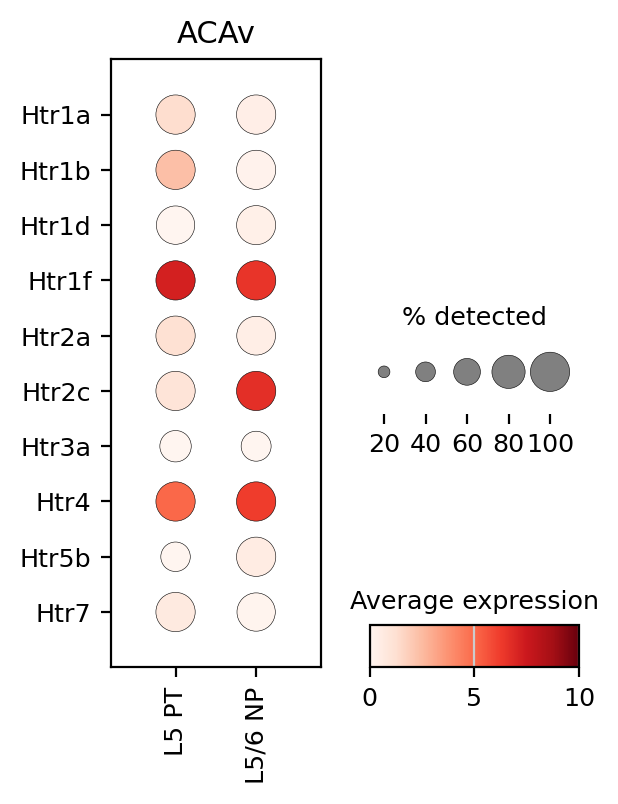 ACAv
Htr1a
Htr1b
Htr1d
Htr1f
Htr2a
Htr2c
Htr3a
Htr4
Htr5b
Htr7
L5 PT
L5/6 NP
% detected
20 40 60 80 100
Average expression
0 5 10